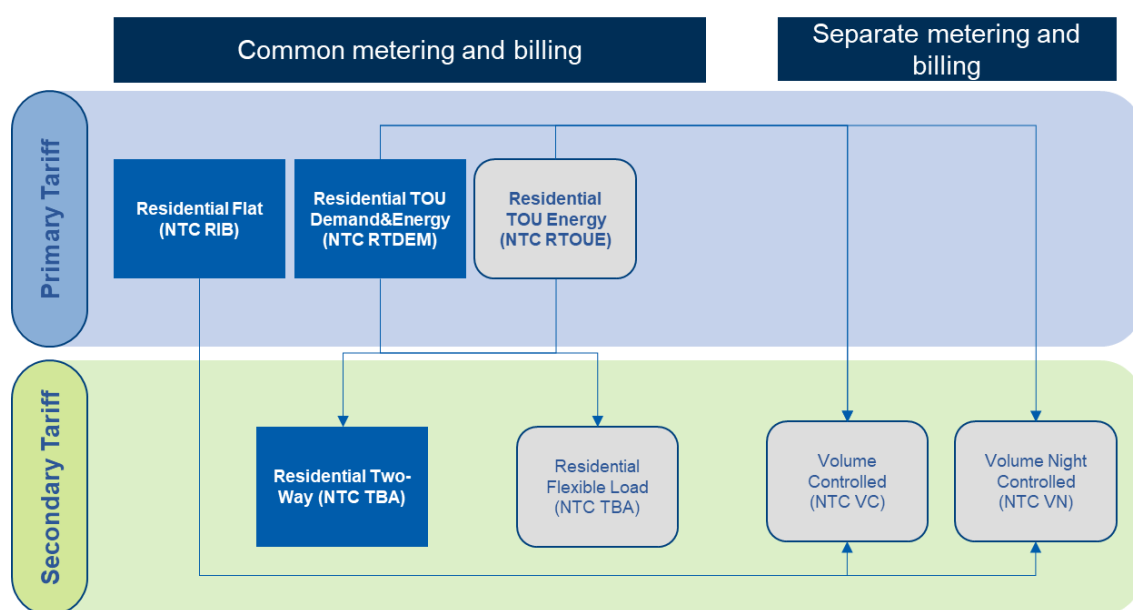 Common metering and billing
Separate metering and
billing
Primary Tariff
Residential Flat
(NTC RIB)
Residential TOU
Demand&Energy
(NTC RTDEM)
Residential
TOU Energy
(NTC RTOUE)
Secondary Tariff
Residential Two-
Way (NTC TBA)
Residential
Flexible Load
(NTC TBA)
Volume
Controlled
(NTC VC)
Volume Night
Controlled
(NTC VN)